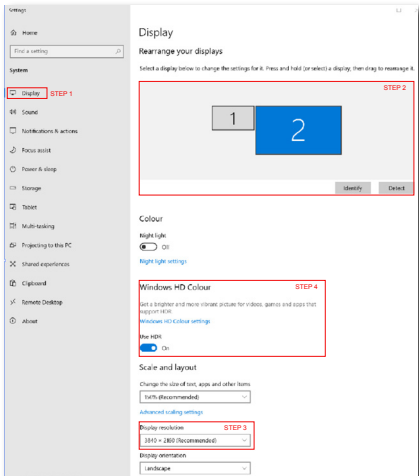 Settings
Home
Find a setting
System
Display STEP 1
Sound
Notifications & actions
Focus assist
Power & sleep
Storage
Tablet
Multi-tasking
Projecting to this PC
Shared experiences
Clipboard
Remote Desktop
About
Display
Rearrange your displays
Select a display below to change the settings for it. Press and hold (or select) a display, then drag to rearrange it.
STEP 2
1
2
Identify
Detect
Colour
Night light
Off
Night light settings
Windows HD Colour STEP 4
Get a brighter and more vibrant picture for videos, games and apps that
support HDR.
Windows HD Colour settings
Use HDR
On
Scale and layout
Change the size of text, apps and other items
150% (Recommended)
Advanced scaling settings
Display resolution STEP 3
3840 × 2160 (Recommended)
Display orientation
Landscape